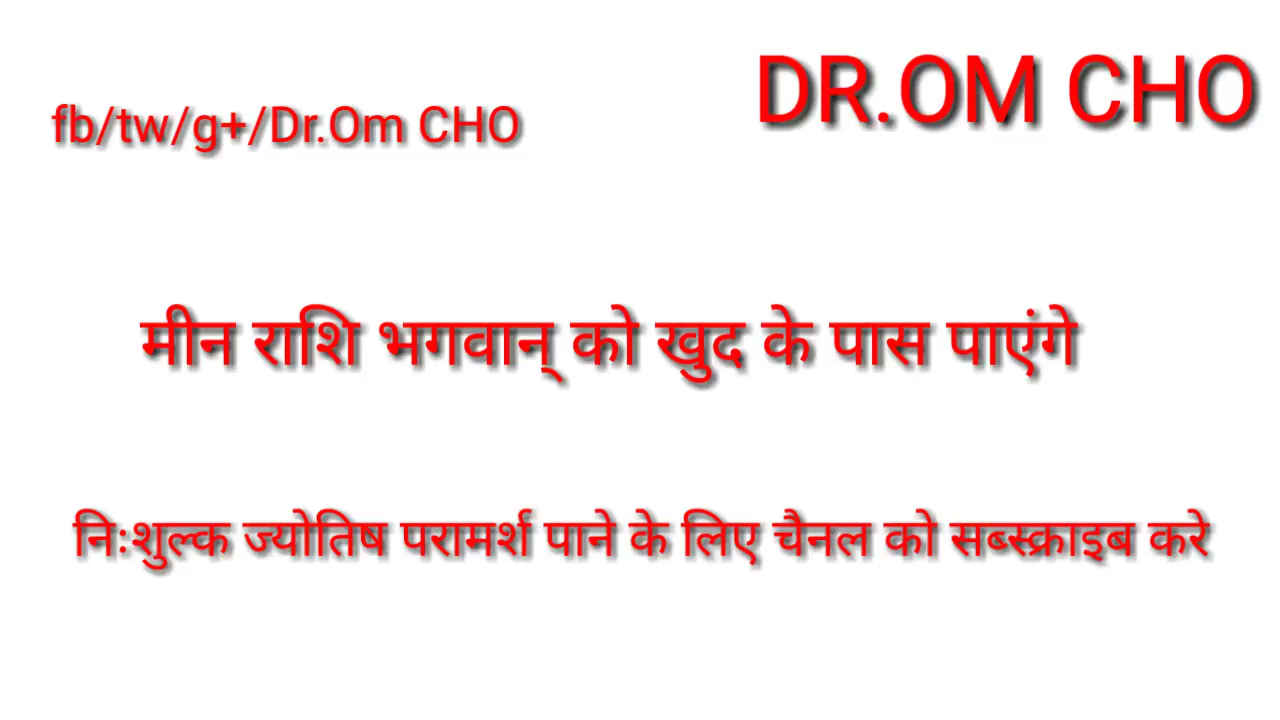 DR.OM CHO
fb/tw/g+/Dr.Om CHO
मीन राशि भगवान् को खुद के पास पाएंगे
नि:शुल्क ज्योतिष परामर्श पाने के लिए चैनल को सब्स्क्राइब करे